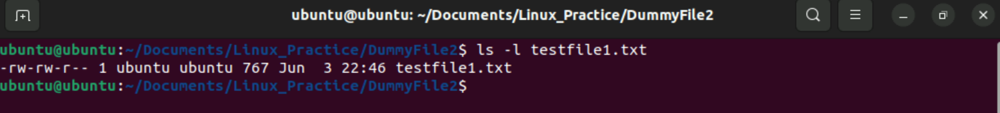 ubuntu@ubuntu: ~/Documents/Linux_Practice/DummyFile2
ubuntu@ubuntu:~/Documents/Linux_Practice/DummyFile2$ ls -l testfile1.txt
-rw-rw-r-- 1 ubuntu ubuntu 767 Jun  3 22:46 testfile1.txt
ubuntu@ubuntu:~/Documents/Linux_Practice/DummyFile2$